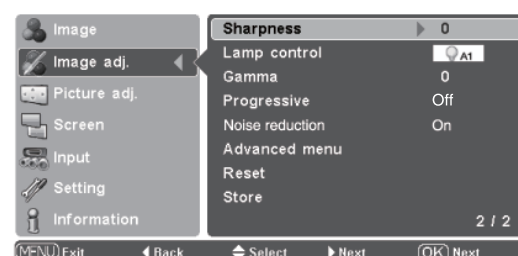 Image
Image adj.
Picture adj.
Screen
Input
Setting
Information
Sharpness 0
Lamp control A1
Gamma 0
Progressive Off
Noise reduction On
Advanced menu
Reset
Store
2 / 2
MENU Exit Back Select Next OK Next